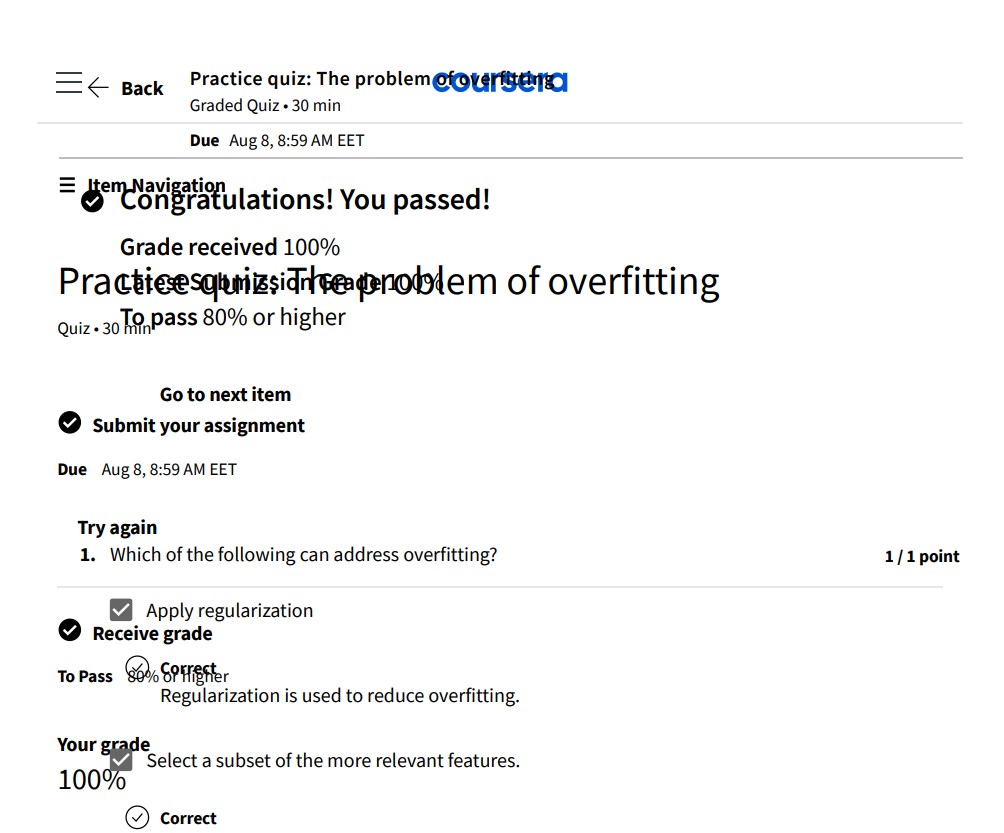 Back
Practice quiz: The problem of overfitting
coursera
Graded Quiz • 30 min
Due Aug 8, 8:59 AM EET
Item Navigation
Congratulations! You passed!
Grade received 100%
Latest Submission Grade 100%
Practice quiz: The problem of overfitting
To pass 80% or higher
Quiz • 30 min
Go to next item
Submit your assignment
Due Aug 8, 8:59 AM EET
Try again
1. Which of the following can address overfitting?
1 / 1 point
Apply regularization
Receive grade
Correct
To Pass 80% or higher
Regularization is used to reduce overfitting.
Your grade
Select a subset of the more relevant features.
100%
Correct